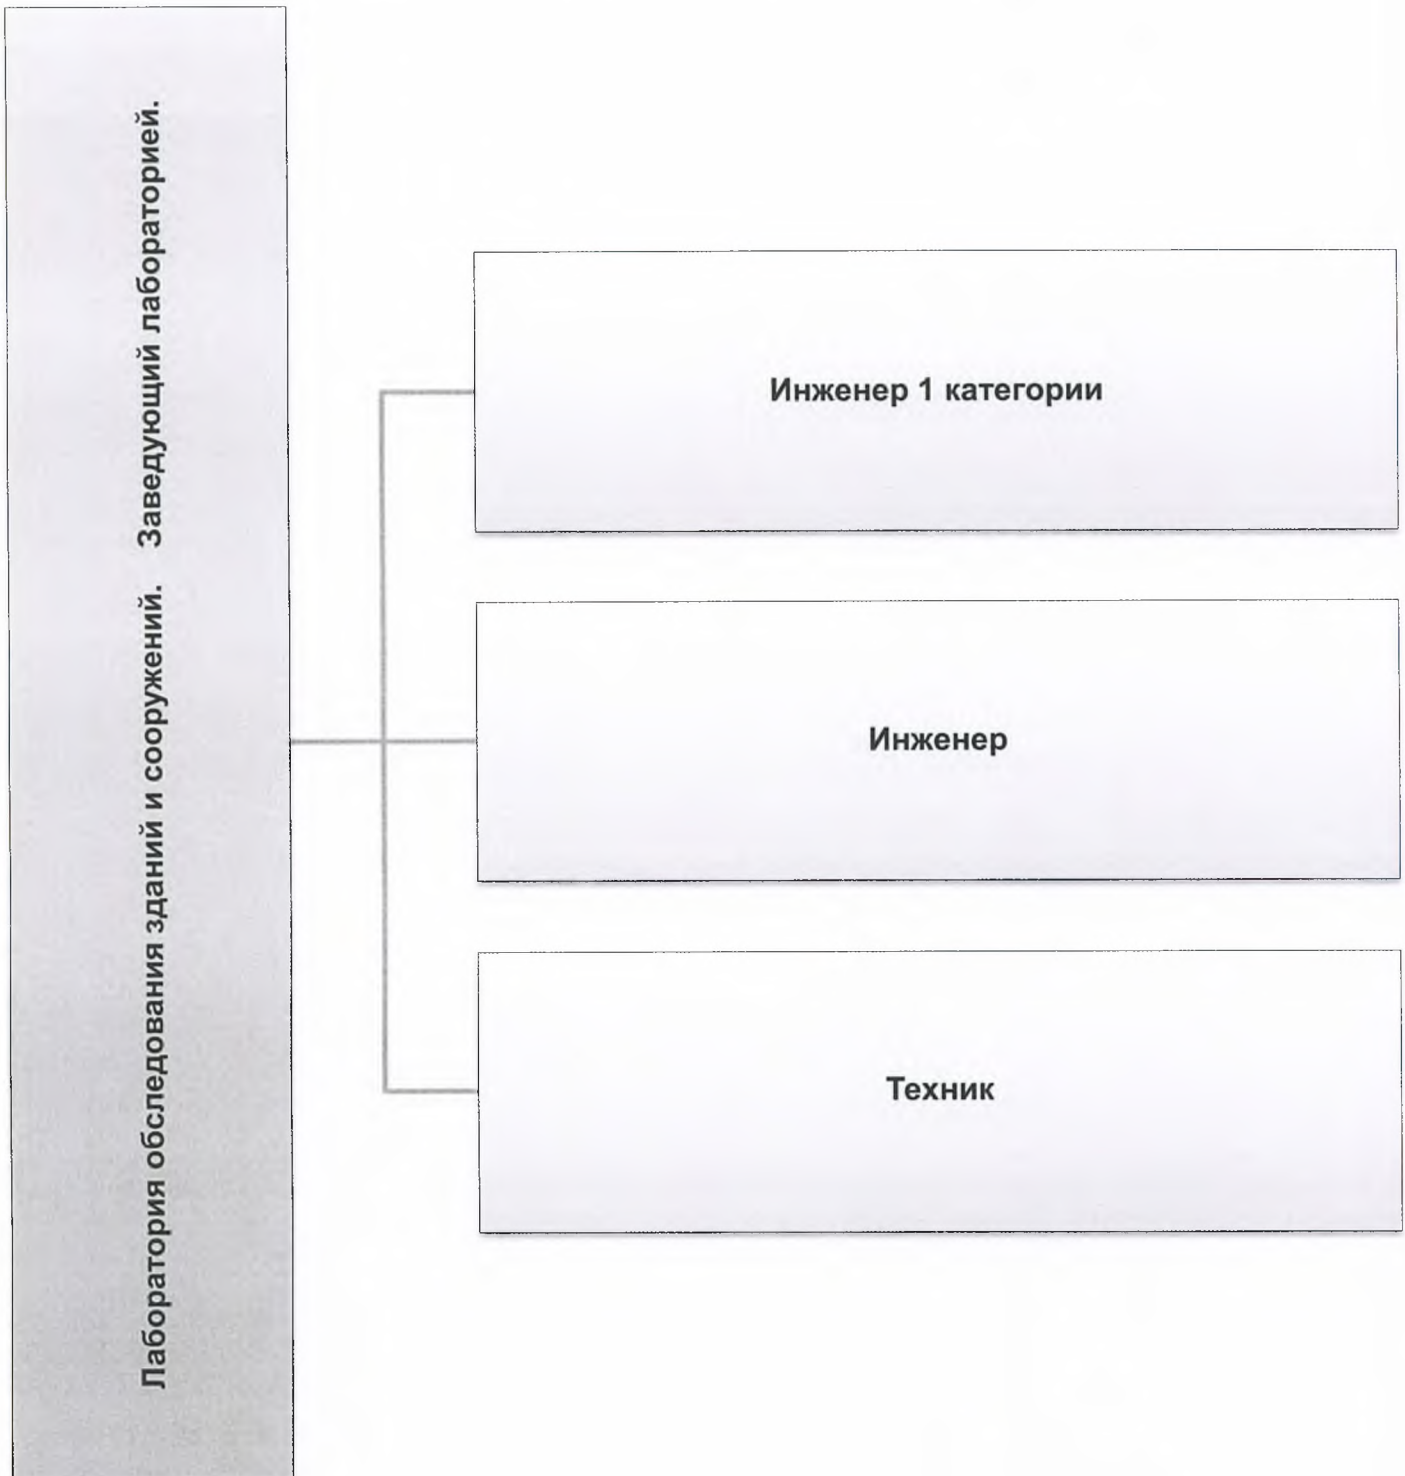 Лаборатория обследования зданий и сооружений. Заведующий лабораторией.
Инженер 1 категории
Инженер
Техник